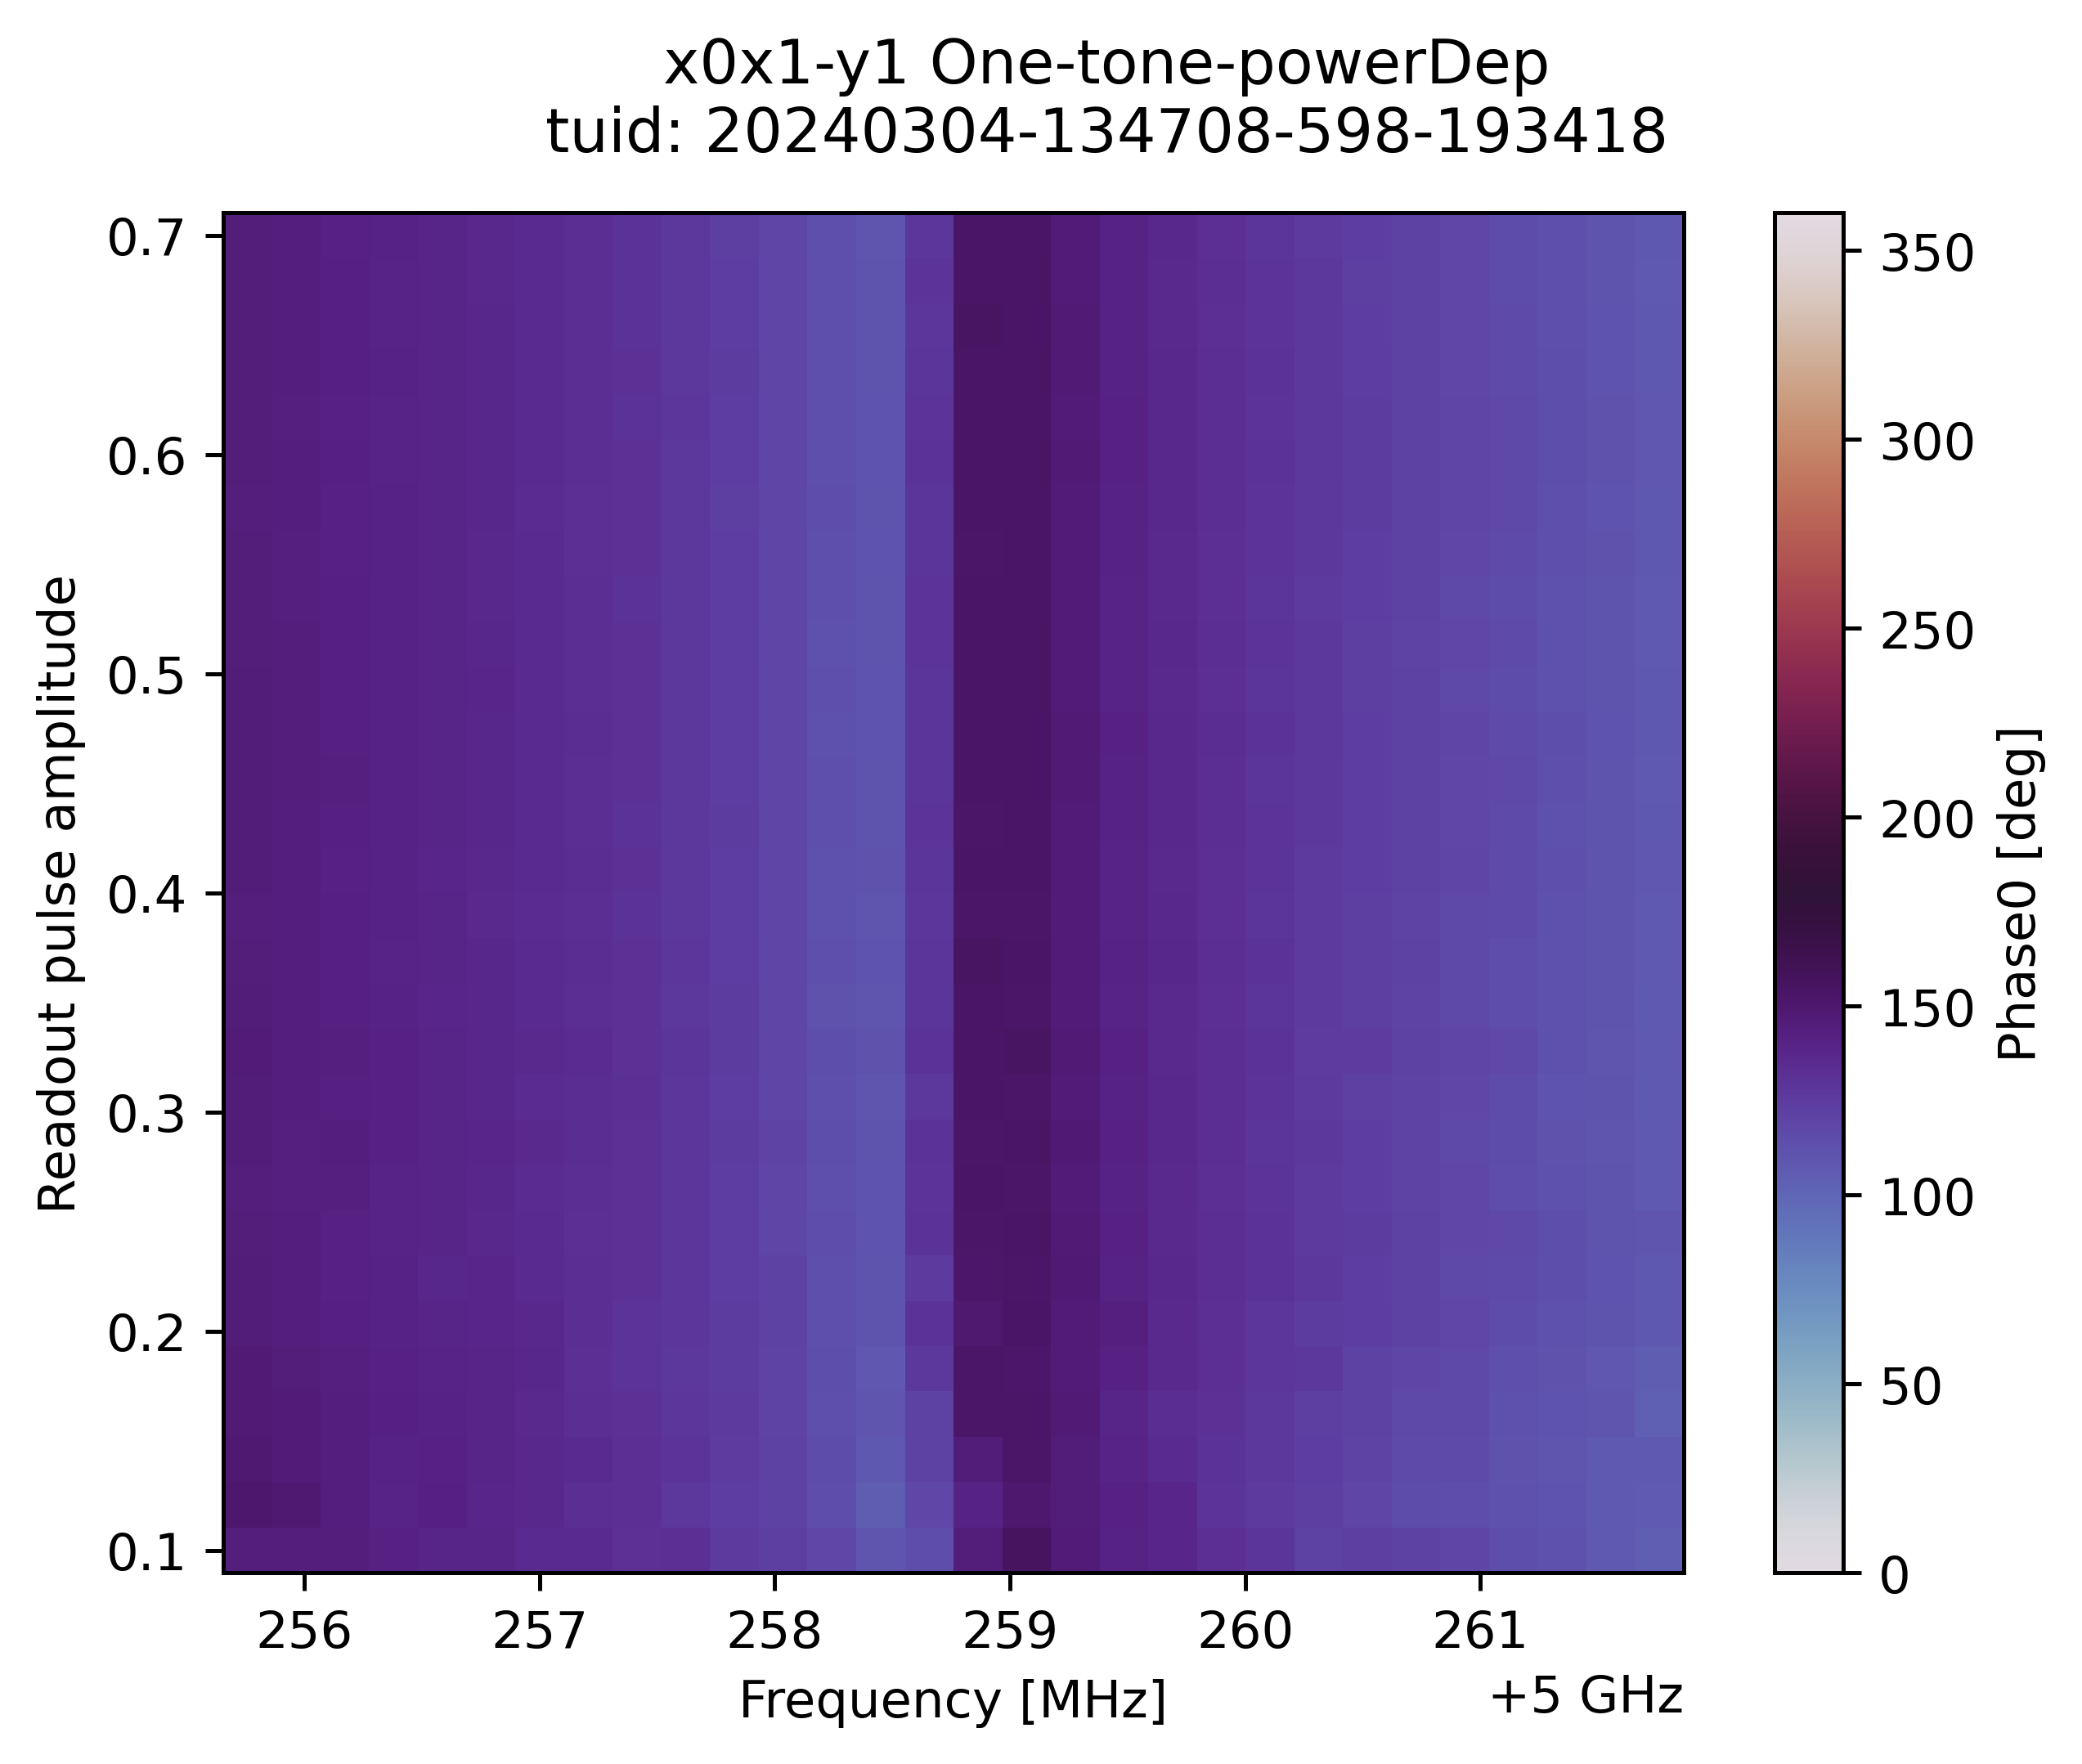 x0x1-y1 One-tone-powerDep
tuid: 20240304-134708-598-193418
Readout pulse amplitude
0.7
0.6
0.5
0.4
0.3
0.2
0.1
256 257 258 259 260 261
Frequency [MHz]
+5 GHz
350
300
250
200
150
100
50
0
Phase0 [deg]